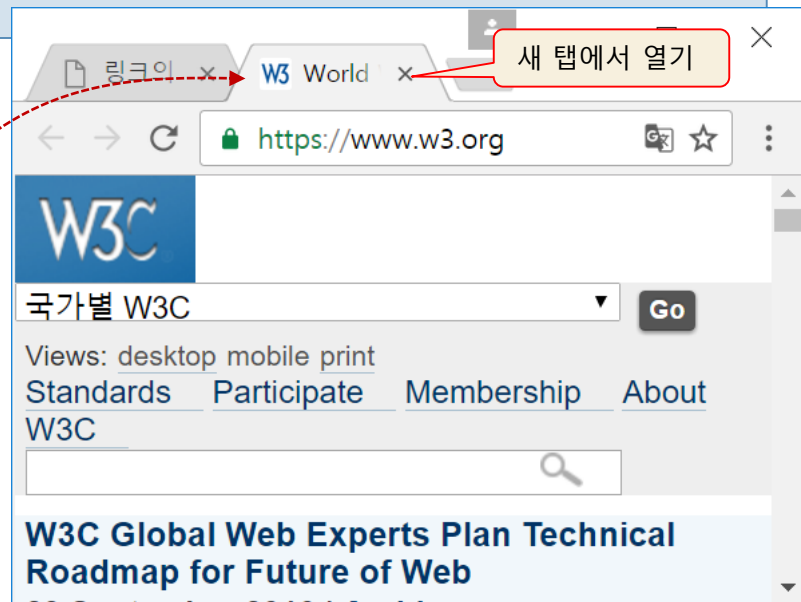 새 탭에서 열기
링크의 W3 World
https://www.w3.org
W3C
국가별 W3C Go
Views: desktop mobile print
Standards Participate Membership About
W3C
W3C Global Web Experts Plan Technical
Roadmap for Future of Web